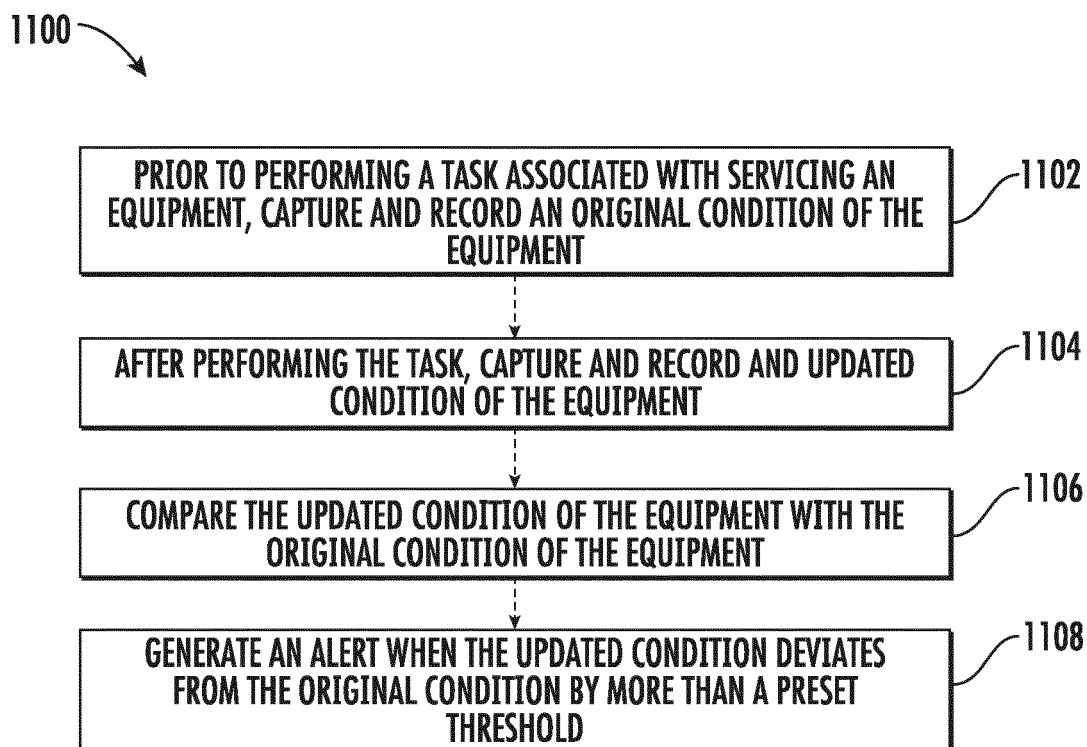 1100
PRIOR TO PERFORMING A TASK ASSOCIATED WITH SERVICING AN
EQUIPMENT, CAPTURE AND RECORD AN ORIGINAL CONDITION OF THE
EQUIPMENT
1102
AFTER PERFORMING THE TASK, CAPTURE AND RECORD AND UPDATED
CONDITION OF THE EQUIPMENT
1104
COMPARE THE UPDATED CONDITION OF THE EQUIPMENT WITH THE
ORIGINAL CONDITION OF THE EQUIPMENT
1106
GENERATE AN ALERT WHEN THE UPDATED CONDITION DEVIATES
FROM THE ORIGINAL CONDITION BY MORE THAN A PRESET
THRESHOLD
1108